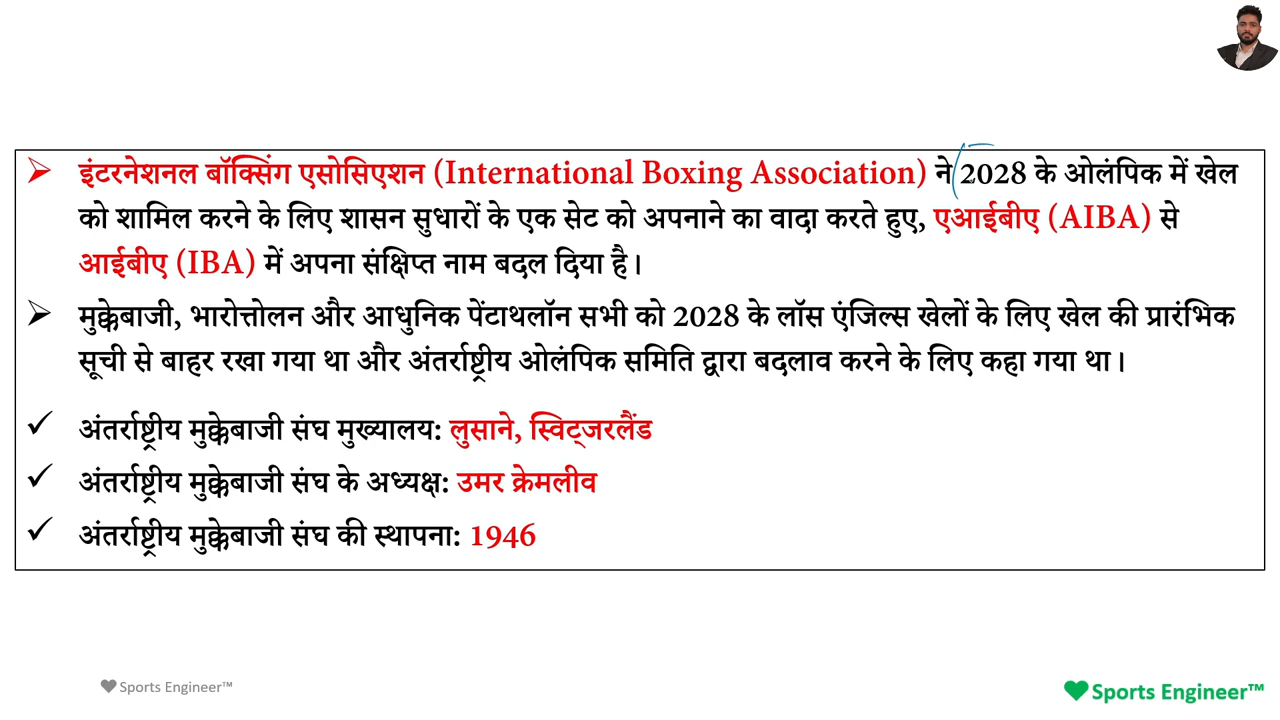 इंटरनेशनल बॉक्सिंग एसोसिएशन (International Boxing Association) ने 2028 के ओलंपिक में खेल
को शामिल करने के लिए शासन सुधारों के एक सेट को अपनाने का वादा करते हुए, एआईबीए (AIBA) से
आईबीए (IBA) में अपना संक्षिप्त नाम बदल दिया है।
मुक्केबाजी, भारोत्तोलन और आधुनिक पेंटाथलॉन सभी को 2028 के लॉस एंजिल्स खेलों के लिए खेल की प्रारंभिक
सूची से बाहर रखा गया था और अंतर्राष्ट्रीय ओलंपिक समिति द्वारा बदलाव करने के लिए कहा गया था।
अंतर्राष्ट्रीय मुक्केबाजी संघ मुख्यालय: लुसाने, स्विट्जरलैंड
अंतर्राष्ट्रीय मुक्केबाजी संघ के अध्यक्ष: उमर क्रेमलीव
अंतर्राष्ट्रीय मुक्केबाजी संघ की स्थापना: 1946
Sports Engineer™
Sports Engineer™